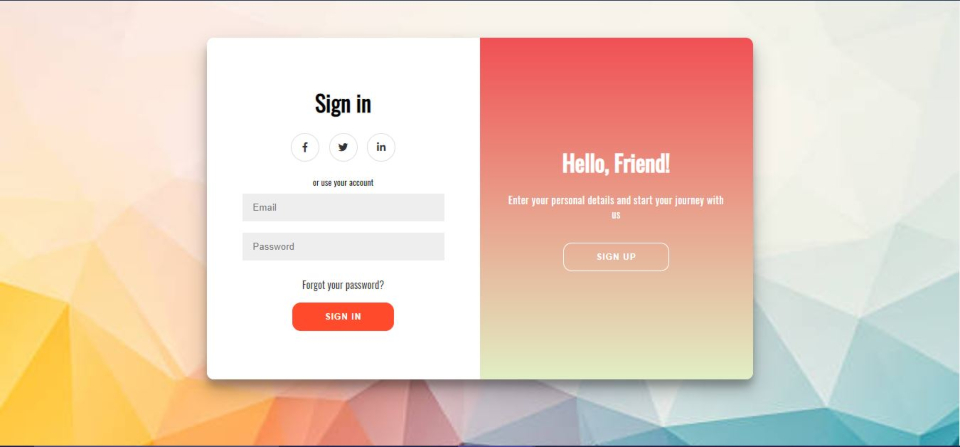 Sign in
or use your account
Email
Password
Forgot your password?
SIGN IN
Hello, Friend!
Enter your personal details and start your journey with
us
SIGN UP